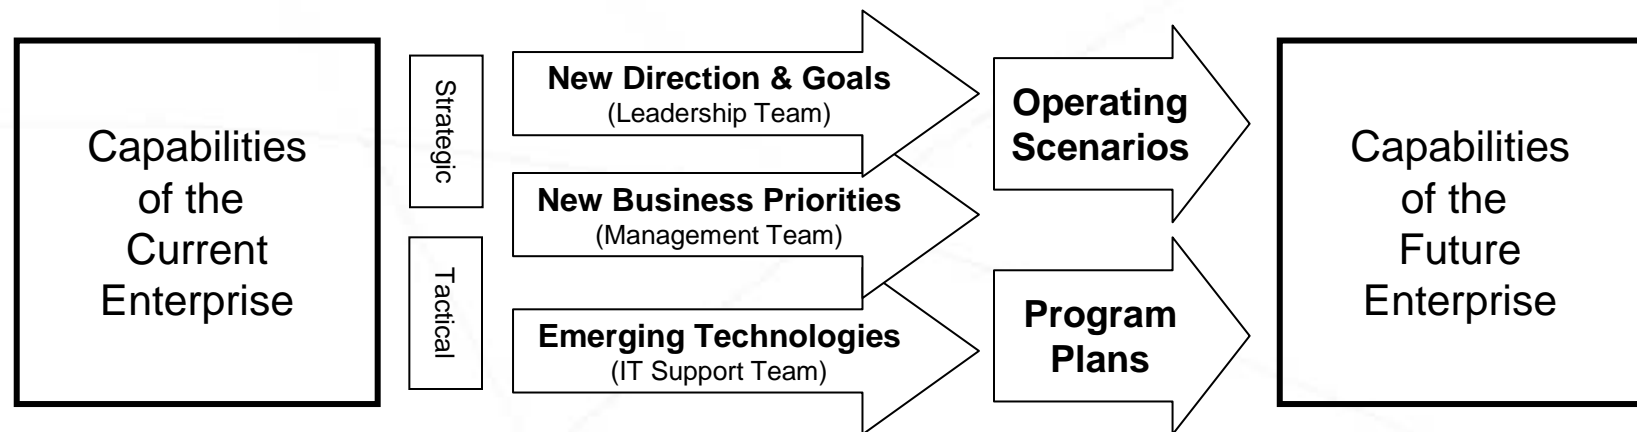 Capabilities
of the
Current
Enterprise
Strategic
Tactical
New Direction & Goals
(Leadership Team)
New Business Priorities
(Management Team)
Emerging Technologies
(IT Support Team)
Operating
Scenarios
Program
Plans
Capabilities
of the
Future
Enterprise